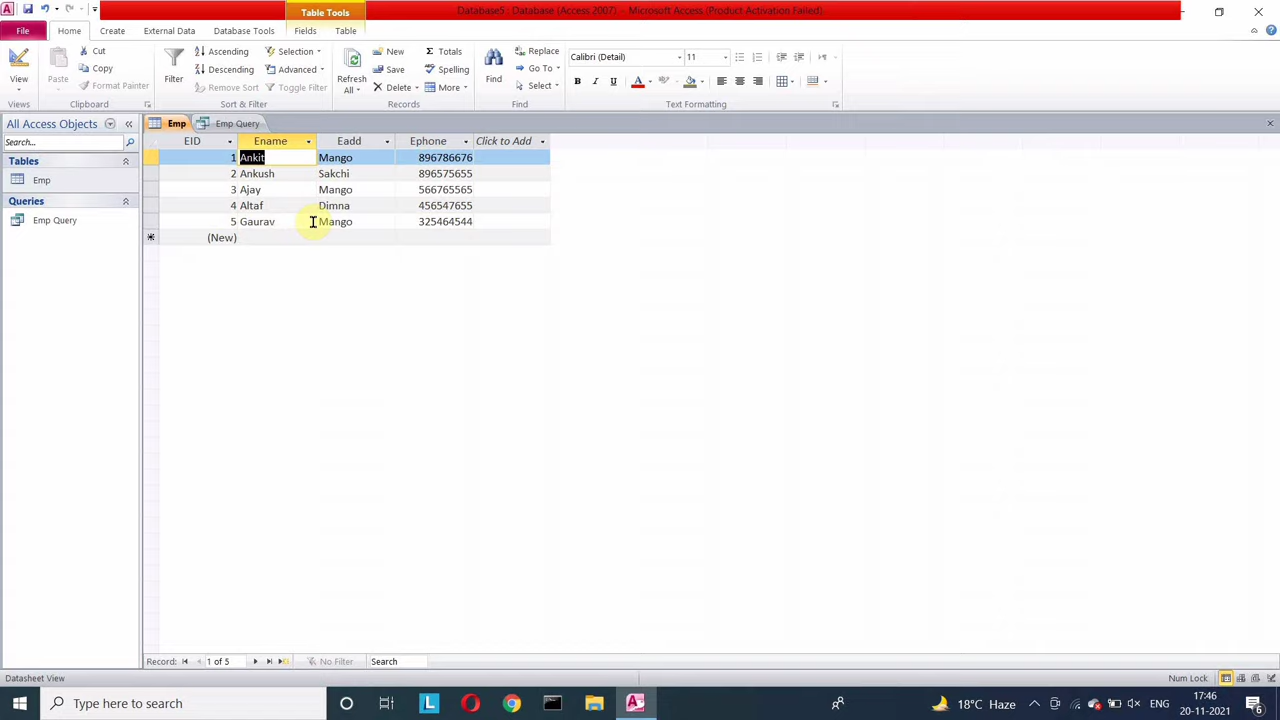 Table Tools
Database5 : Database (Access 2007) - Microsoft Access (Product Activation Failed)
File Home Create External Data Database Tools Fields Table
View
Views
Paste
Cut
Copy
Format Painter
Clipboard
Filter
Ascending
Descending
Remove Sort
Selection
Advanced
Toggle Filter
Sort & Filter
Refresh All
New
Save
Delete
Totals
Spelling
More
Records
Find
Replace
Go To
Select
Find
Calibri (Detail) 11
B I U A
Text Formatting
All Access Objects
Search...
Tables
Emp
Queries
Emp Query
Emp Emp Query
EID Ename Eadd Ephone Click to Add
1 Ankit Mango 896786676
2 Ankush Sakchi 896575655
3 Ajay Mango 566765565
4 Altaf Dimna 456547655
5 Gaurav Mango 325464544
(New)
Record: 1 of 5 No Filter Search
Datasheet View Num Lock
Type here to search
L
18°C Haze
ENG
17:46
20-11-2021
6